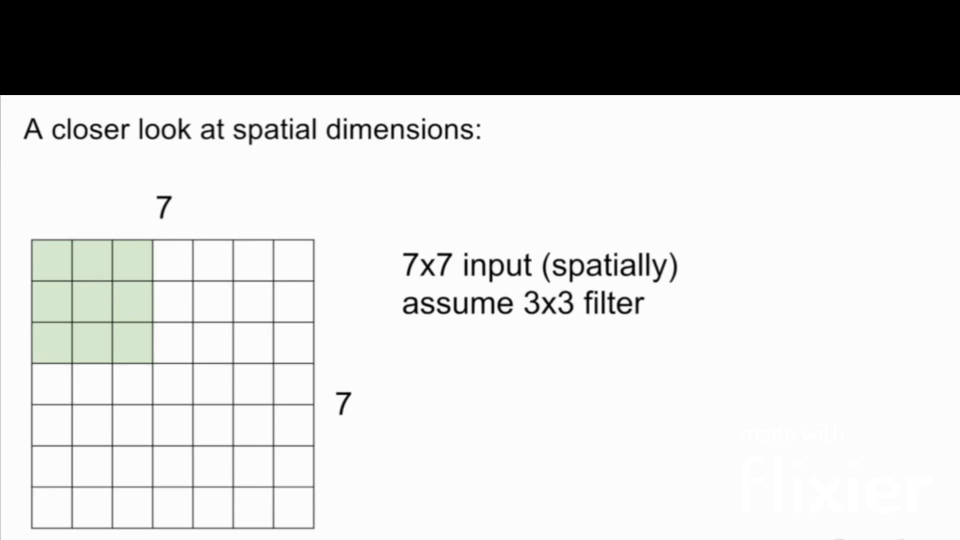 A closer look at spatial dimensions:
7
7x7 input (spatially)
assume 3x3 filter
7
made with
flixier